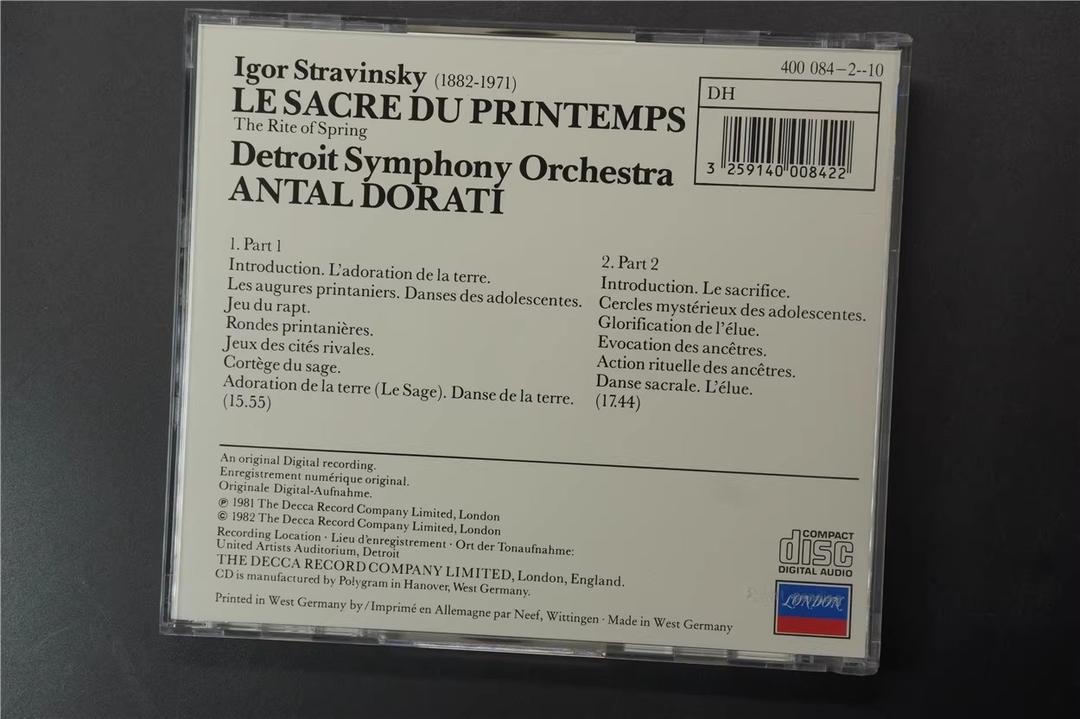 Igor Stravinsky (1882-1971)
LE SACRE DU PRINTEMPS
The Rite of Spring
Detroit Symphony Orchestra
ANTAL DORATI
400 084-2--10
DH
3 259140 008422
1. Part 1
Introduction. L'adoration de la terre.
Les augures printaniers. Danses des adolescentes.
Jeu du rapt.
Rondes printanières.
Jeux des cités rivales.
Cortège du sage.
Adoration de la terre (Le Sage). Danse de la terre.
(15.55)
2. Part 2
Introduction. Le sacrifice.
Cercles mystérieux des adolescentes.
Glorification de l'élue.
Evocation des ancêtres.
Action rituelle des ancêtres.
Danse sacrale. L'élue.
(17.44)
An original Digital recording.
Enregistrement numérique original.
Originale Digital-Aufnahme.
℗ 1981 The Decca Record Company Limited, London
© 1982 The Decca Record Company Limited, London
Recording Location · Lieu d'enregistrement · Ort der Tonaufnahme:
United Artists Auditorium, Detroit
THE DECCA RECORD COMPANY LIMITED, London, England.
CD is manufactured by Polygram in Hanover, West Germany.
Printed in West Germany by/Imprimé en Allemagne par Neef, Wittingen · Made in West Germany
COMPACT
disc
DIGITAL AUDIO
LONDON